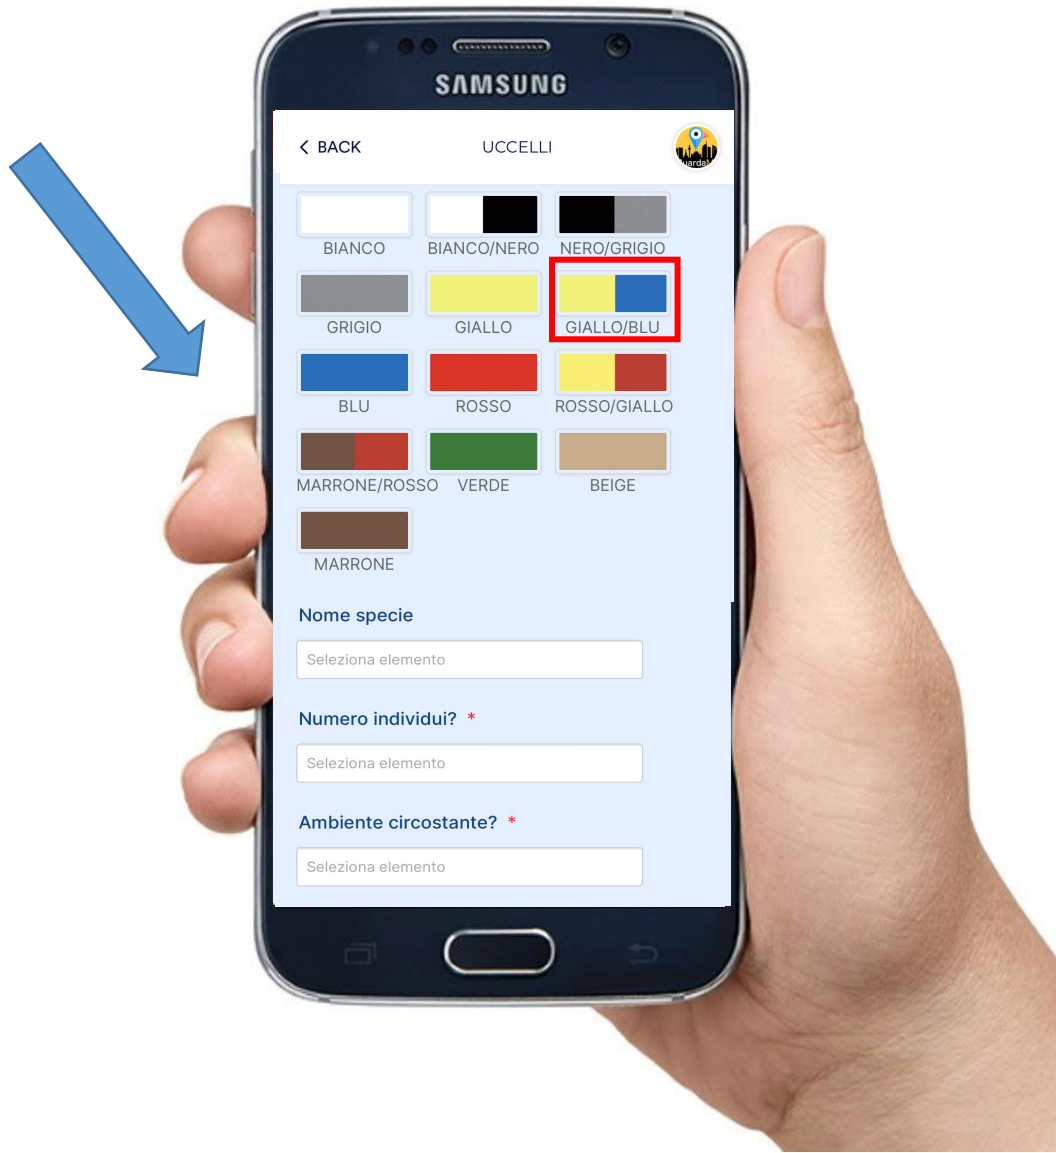 SAMSUNG
< BACK UCCELLI
BIANCO BIANCO/NERO NERO/GRIGIO
GRIGIO GIALLO GIALLO/BLU
BLU ROSSO ROSSO/GIALLO
MARRONE/ROSSO VERDE BEIGE
MARRONE
Nome specie
Seleziona elemento
Numero individui? *
Seleziona elemento
Ambiente circostante? *
Seleziona elemento